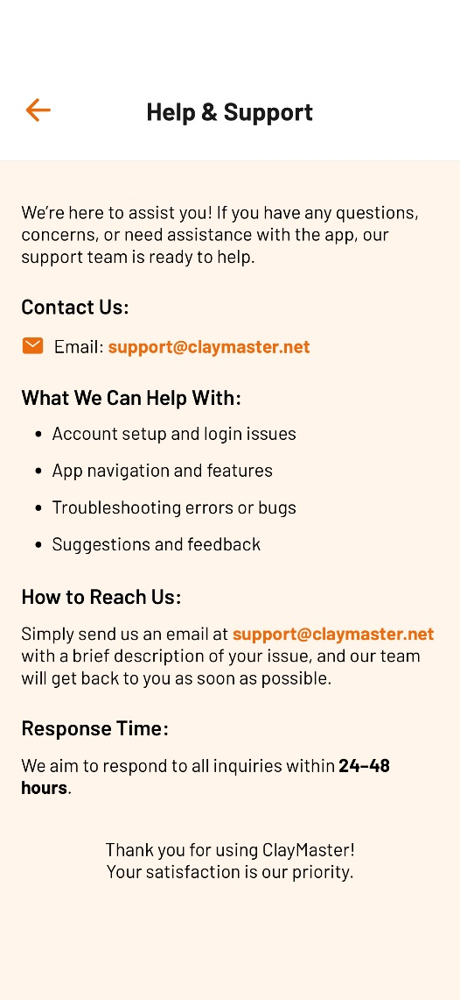 Help & Support
We’re here to assist you! If you have any questions,
concerns, or need assistance with the app, our
support team is ready to help.
Contact Us:
Email: support@claymaster.net
What We Can Help With:
• Account setup and login issues
• App navigation and features
• Troubleshooting errors or bugs
• Suggestions and feedback
How to Reach Us:
Simply send us an email at support@claymaster.net
with a brief description of your issue, and our team
will get back to you as soon as possible.
Response Time:
We aim to respond to all inquiries within 24–48
hours.
Thank you for using ClayMaster!
Your satisfaction is our priority.